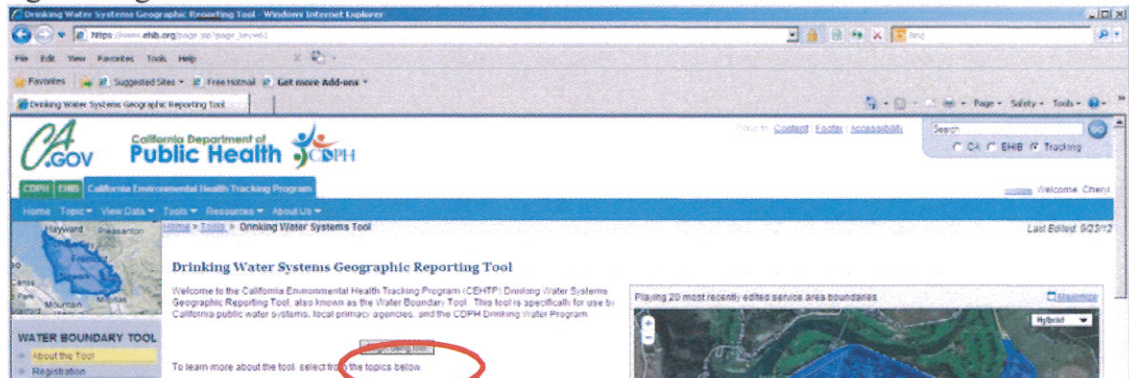 Drinking Water Systems Geographic Reporting Tool - Windows Internet Explorer
File Edit View Favorites Tools Help
Favorites Suggested Sites Free Hotmail Get more Add-ons
Drinking Water Systems Geographic Reporting Tool
Page Safety Tools
CA.GOV
California Department of
Public Health
CDPH
Content Footer Accessibility
Search
GO
CA EHIB Tracking
CDPH EHIB California Environmental Health Tracking Program
Welcome Cheryl
Home Topic View Data Tools Resources About Us
Home > Tools > Drinking Water Systems Tool
Last Edited: 9/23/12
Hayward Pleasanton
Mountain Milpitas
Drinking Water Systems Geographic Reporting Tool
Welcome to the California Environmental Health Tracking Program (CEHTP) Drinking Water Systems
Geographic Reporting Tool, also known as the Water Boundary Tool. This tool is specifically for use by
California public water systems, local primacy agencies, and the CDPH Drinking Water Program.
Playing 20 most recently edited service area boundaries
Maximize
Hybrid
WATER BOUNDARY TOOL
About the Tool
Registration
To learn more about the tool, select from the topics below.